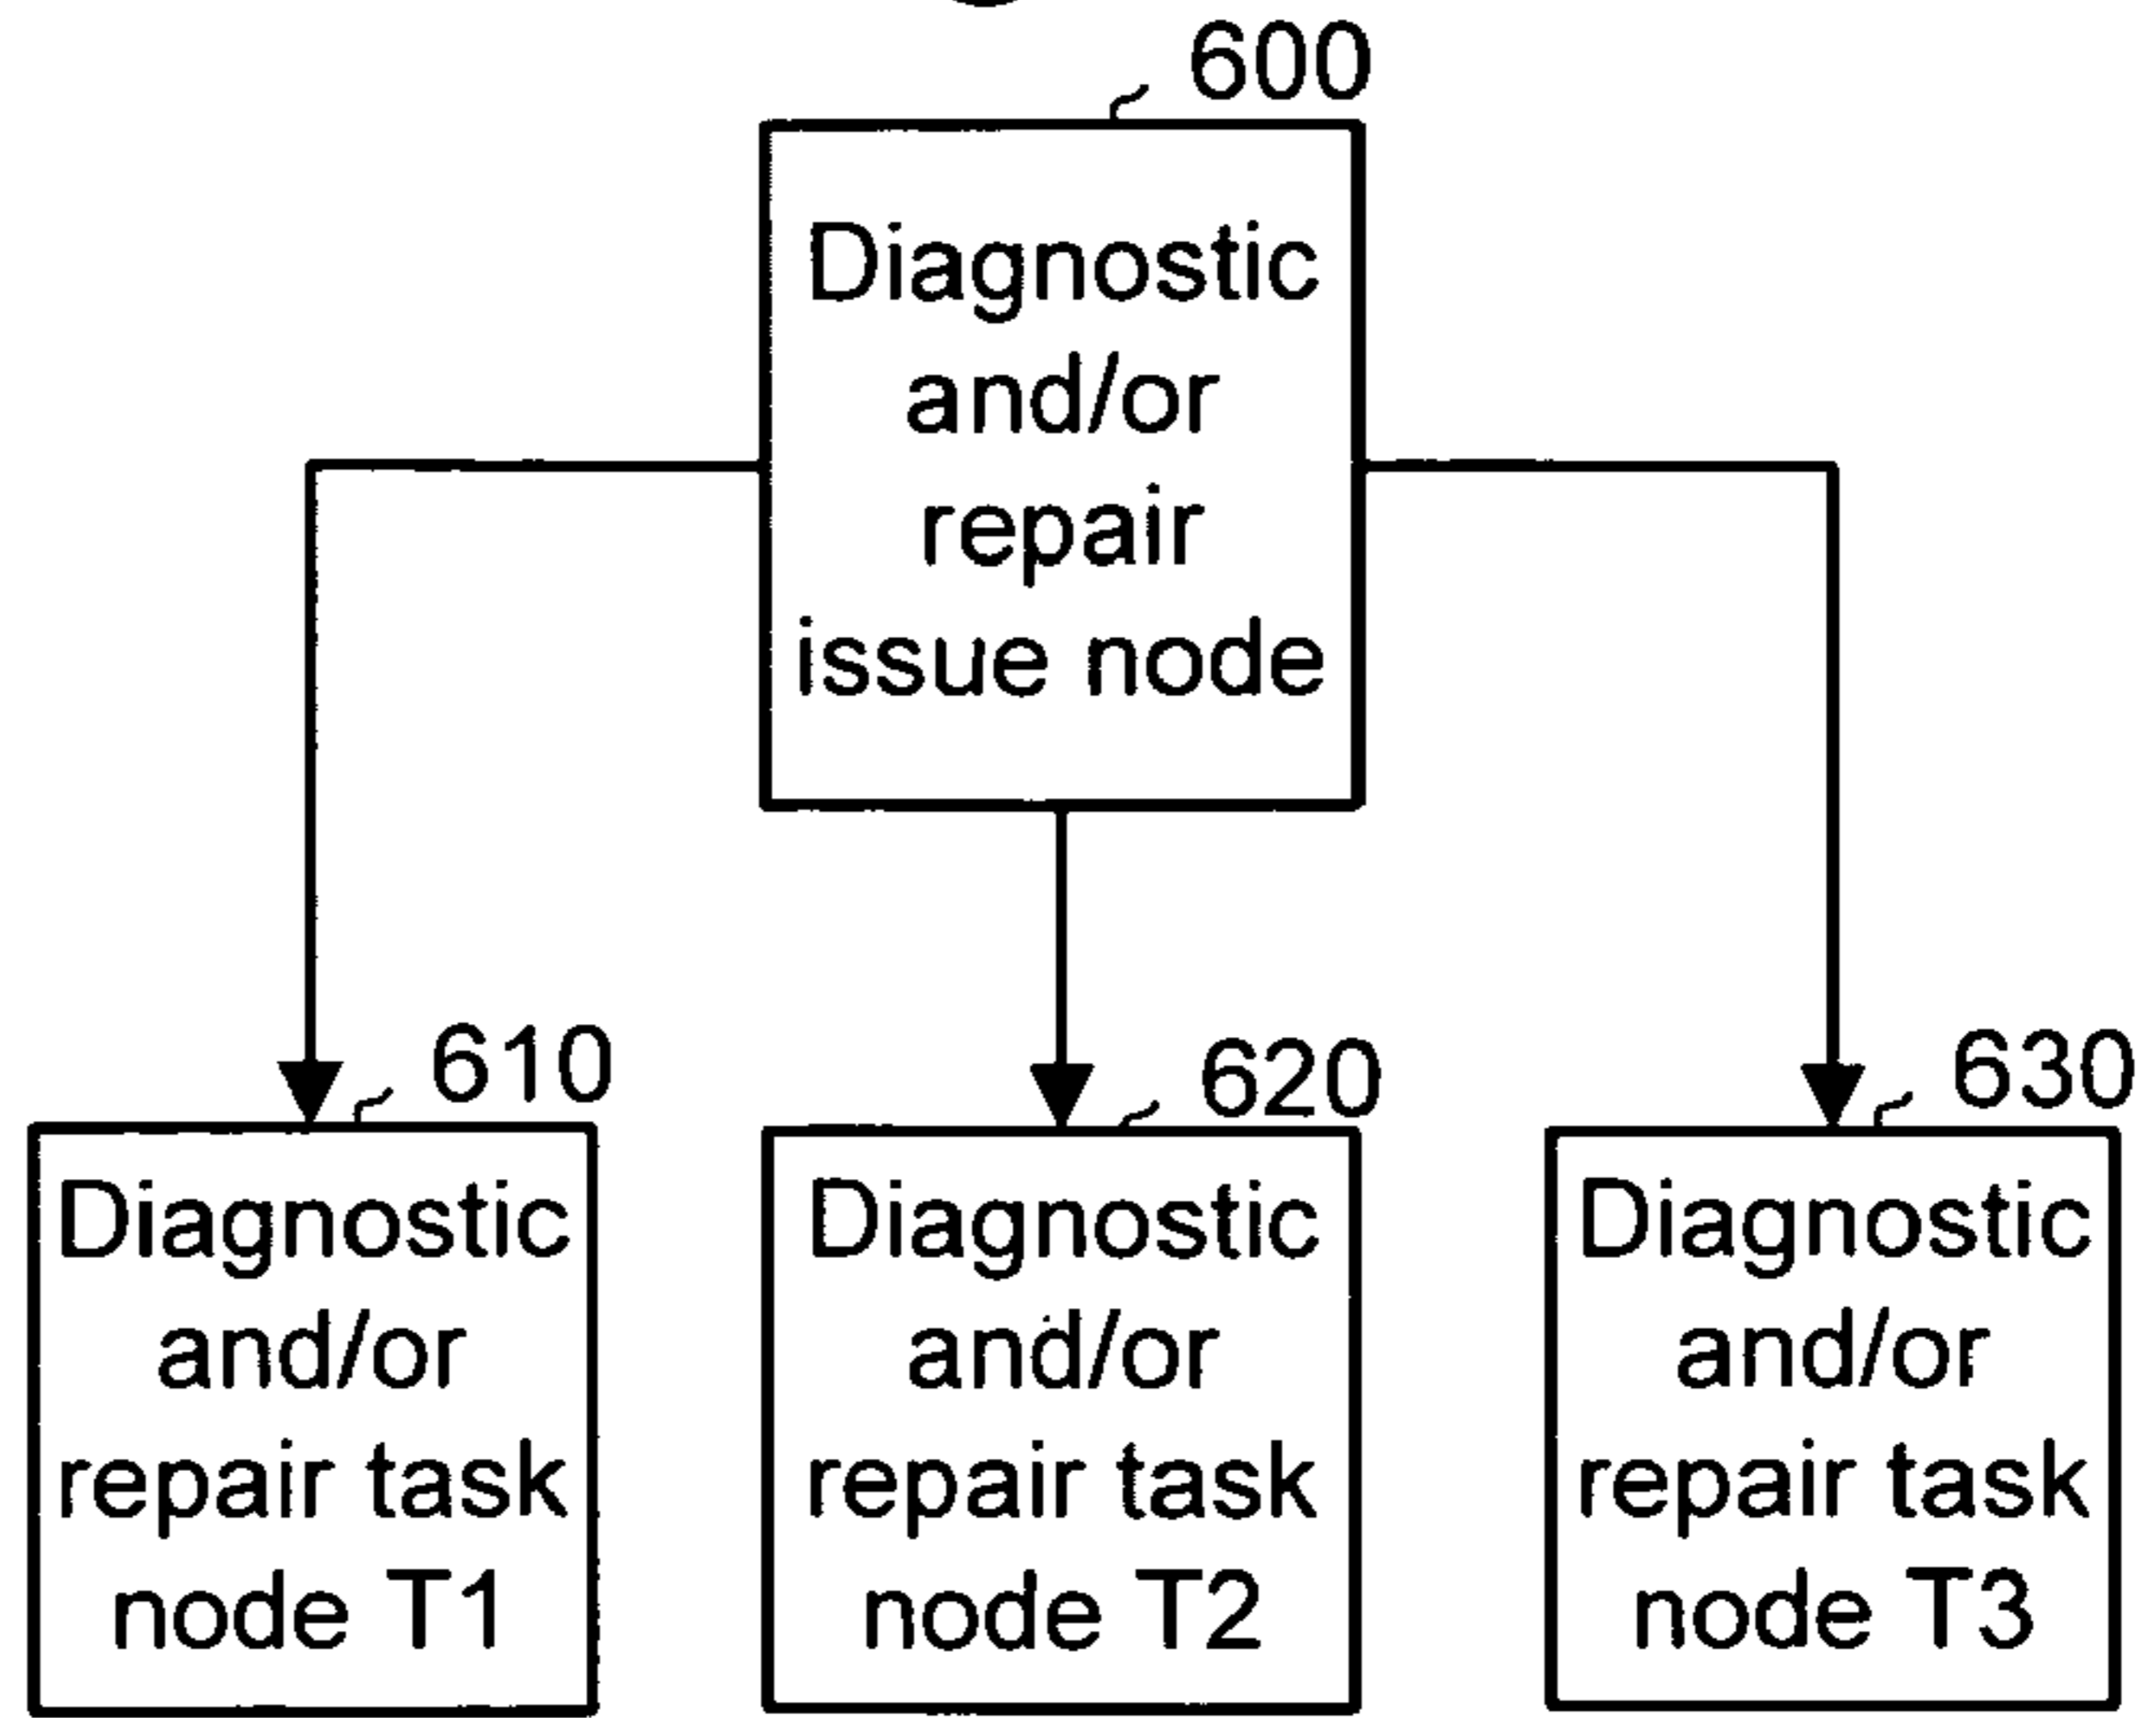 600
Diagnostic
and/or
repair
issue node
610
620
630
Diagnostic
and/or
repair task
node T1
Diagnostic
and/or
repair task
node T2
Diagnostic
and/or
repair task
node T3